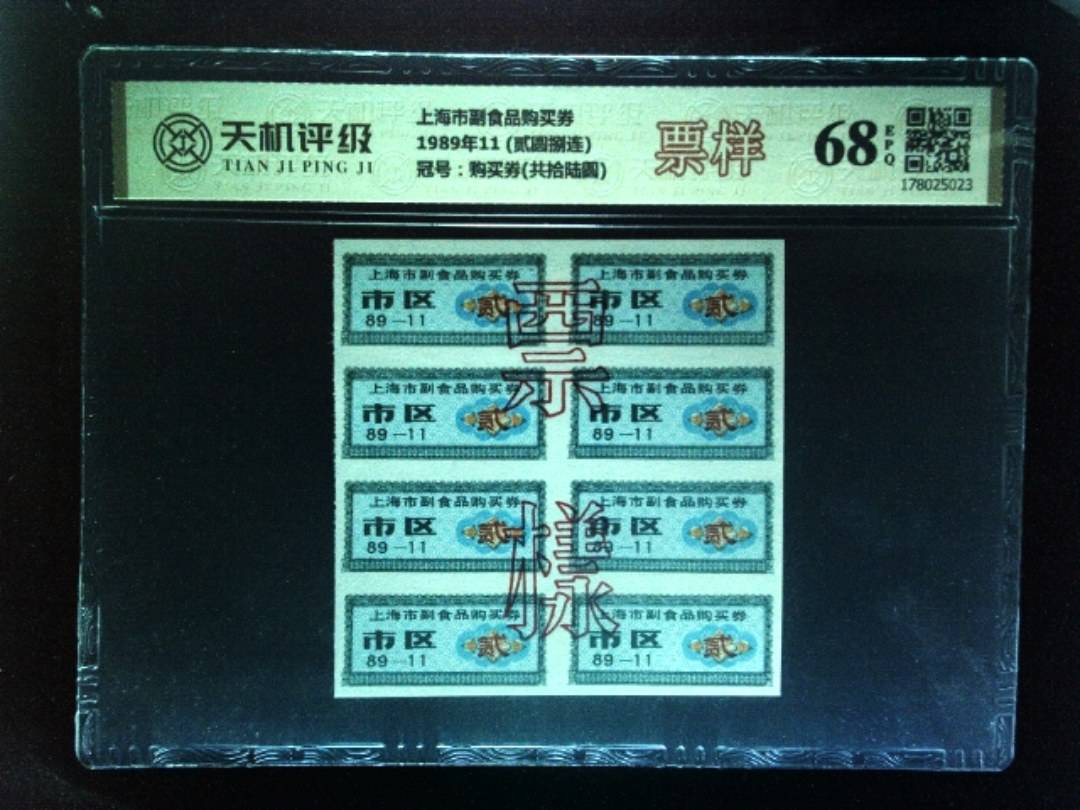 天机评级
TIAN JI PING JI
上海市副食品购买券
1989年11 (贰圆捌连)
冠号：购买券(共拾陆圆)
票样
68
EPQ
178025023
上海市副食品购买券
市区
贰
89—11
上海市副食品购买券
市区
贰
89—11
上海市副食品购买券
市区
贰
89—11
上海市副食品购买券
市区
贰
89—11
上海市副食品购买券
市区
贰
89—11
上海市副食品购买券
市区
贰
89—11
上海市副食品购买券
市区
贰
89—11
上海市副食品购买券
市区
贰
89—11
票
樣